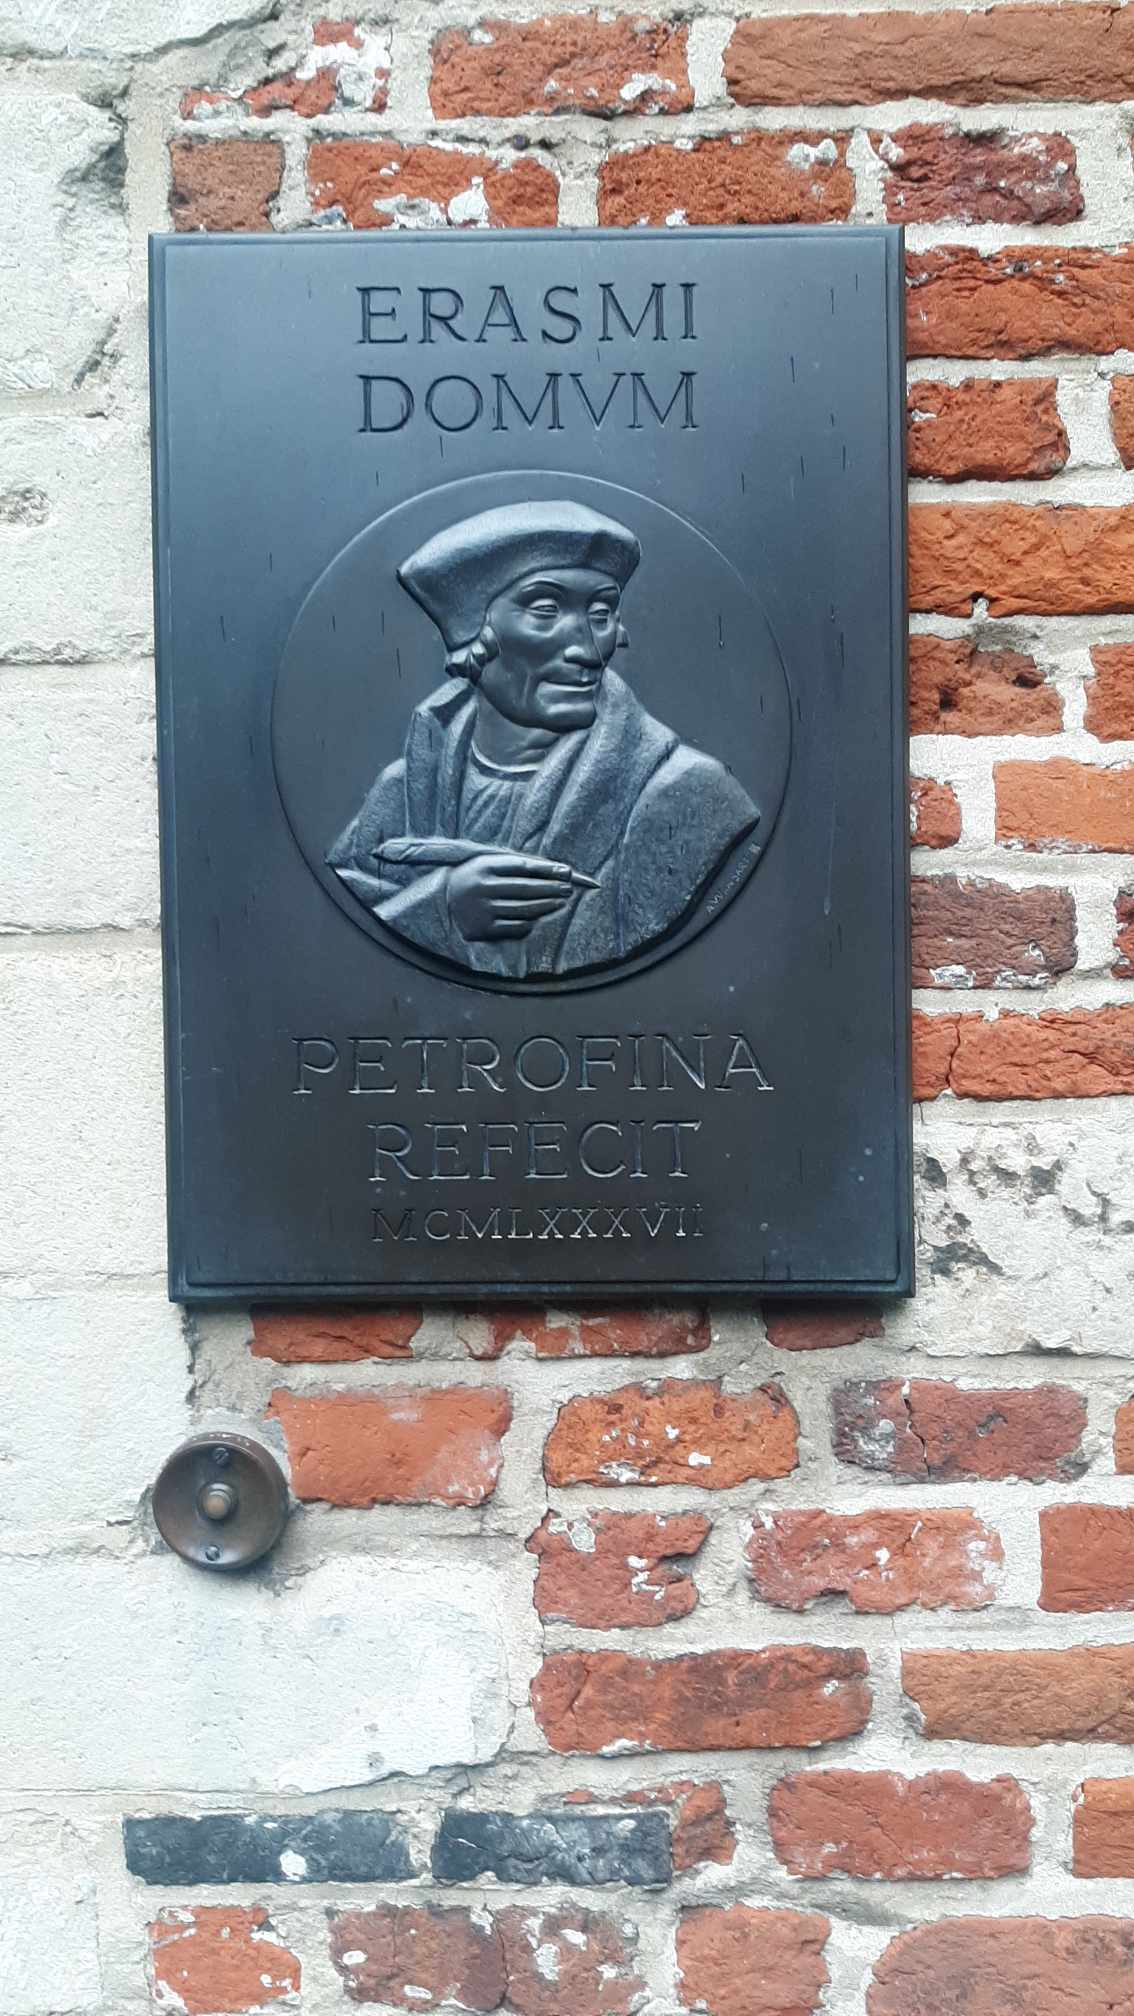 ERASMI
DOMVM
PETROFINA
REFECIT
MCMLXXXVII